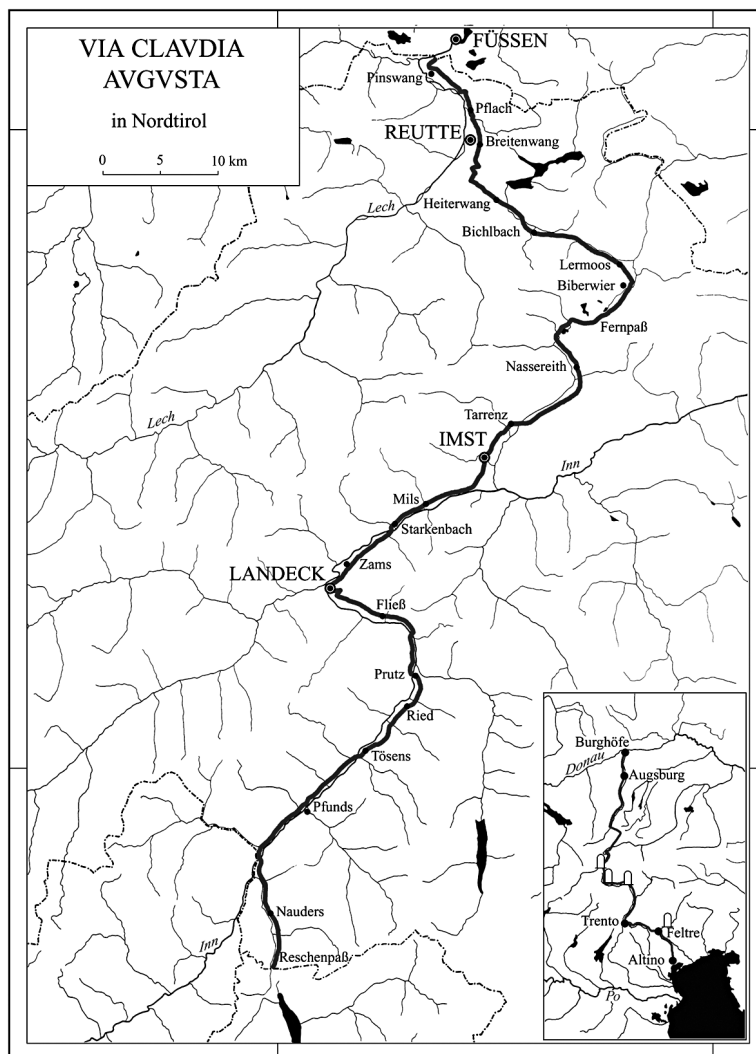 VIA CLAVDIA
AVGVSTA
in Nordtirol
0 5 10 km
FÜSSEN
Pinswang
Pflach
REUTTE
Breitenwang
Heiterwang
Lech
Bichlbach
Lermoos
Biberwier
Fernpaß
Nassereith
Tarrenz
Lech
IMST
Inn
Mils
Starkenbach
Zams
LANDECK
Fließ
Prutz
Ried
Tösens
Pfunds
Nauders
Inn
Reschenpaß
Burghöfe
Donau
Augsburg
Trento
Feltre
Altino
Po